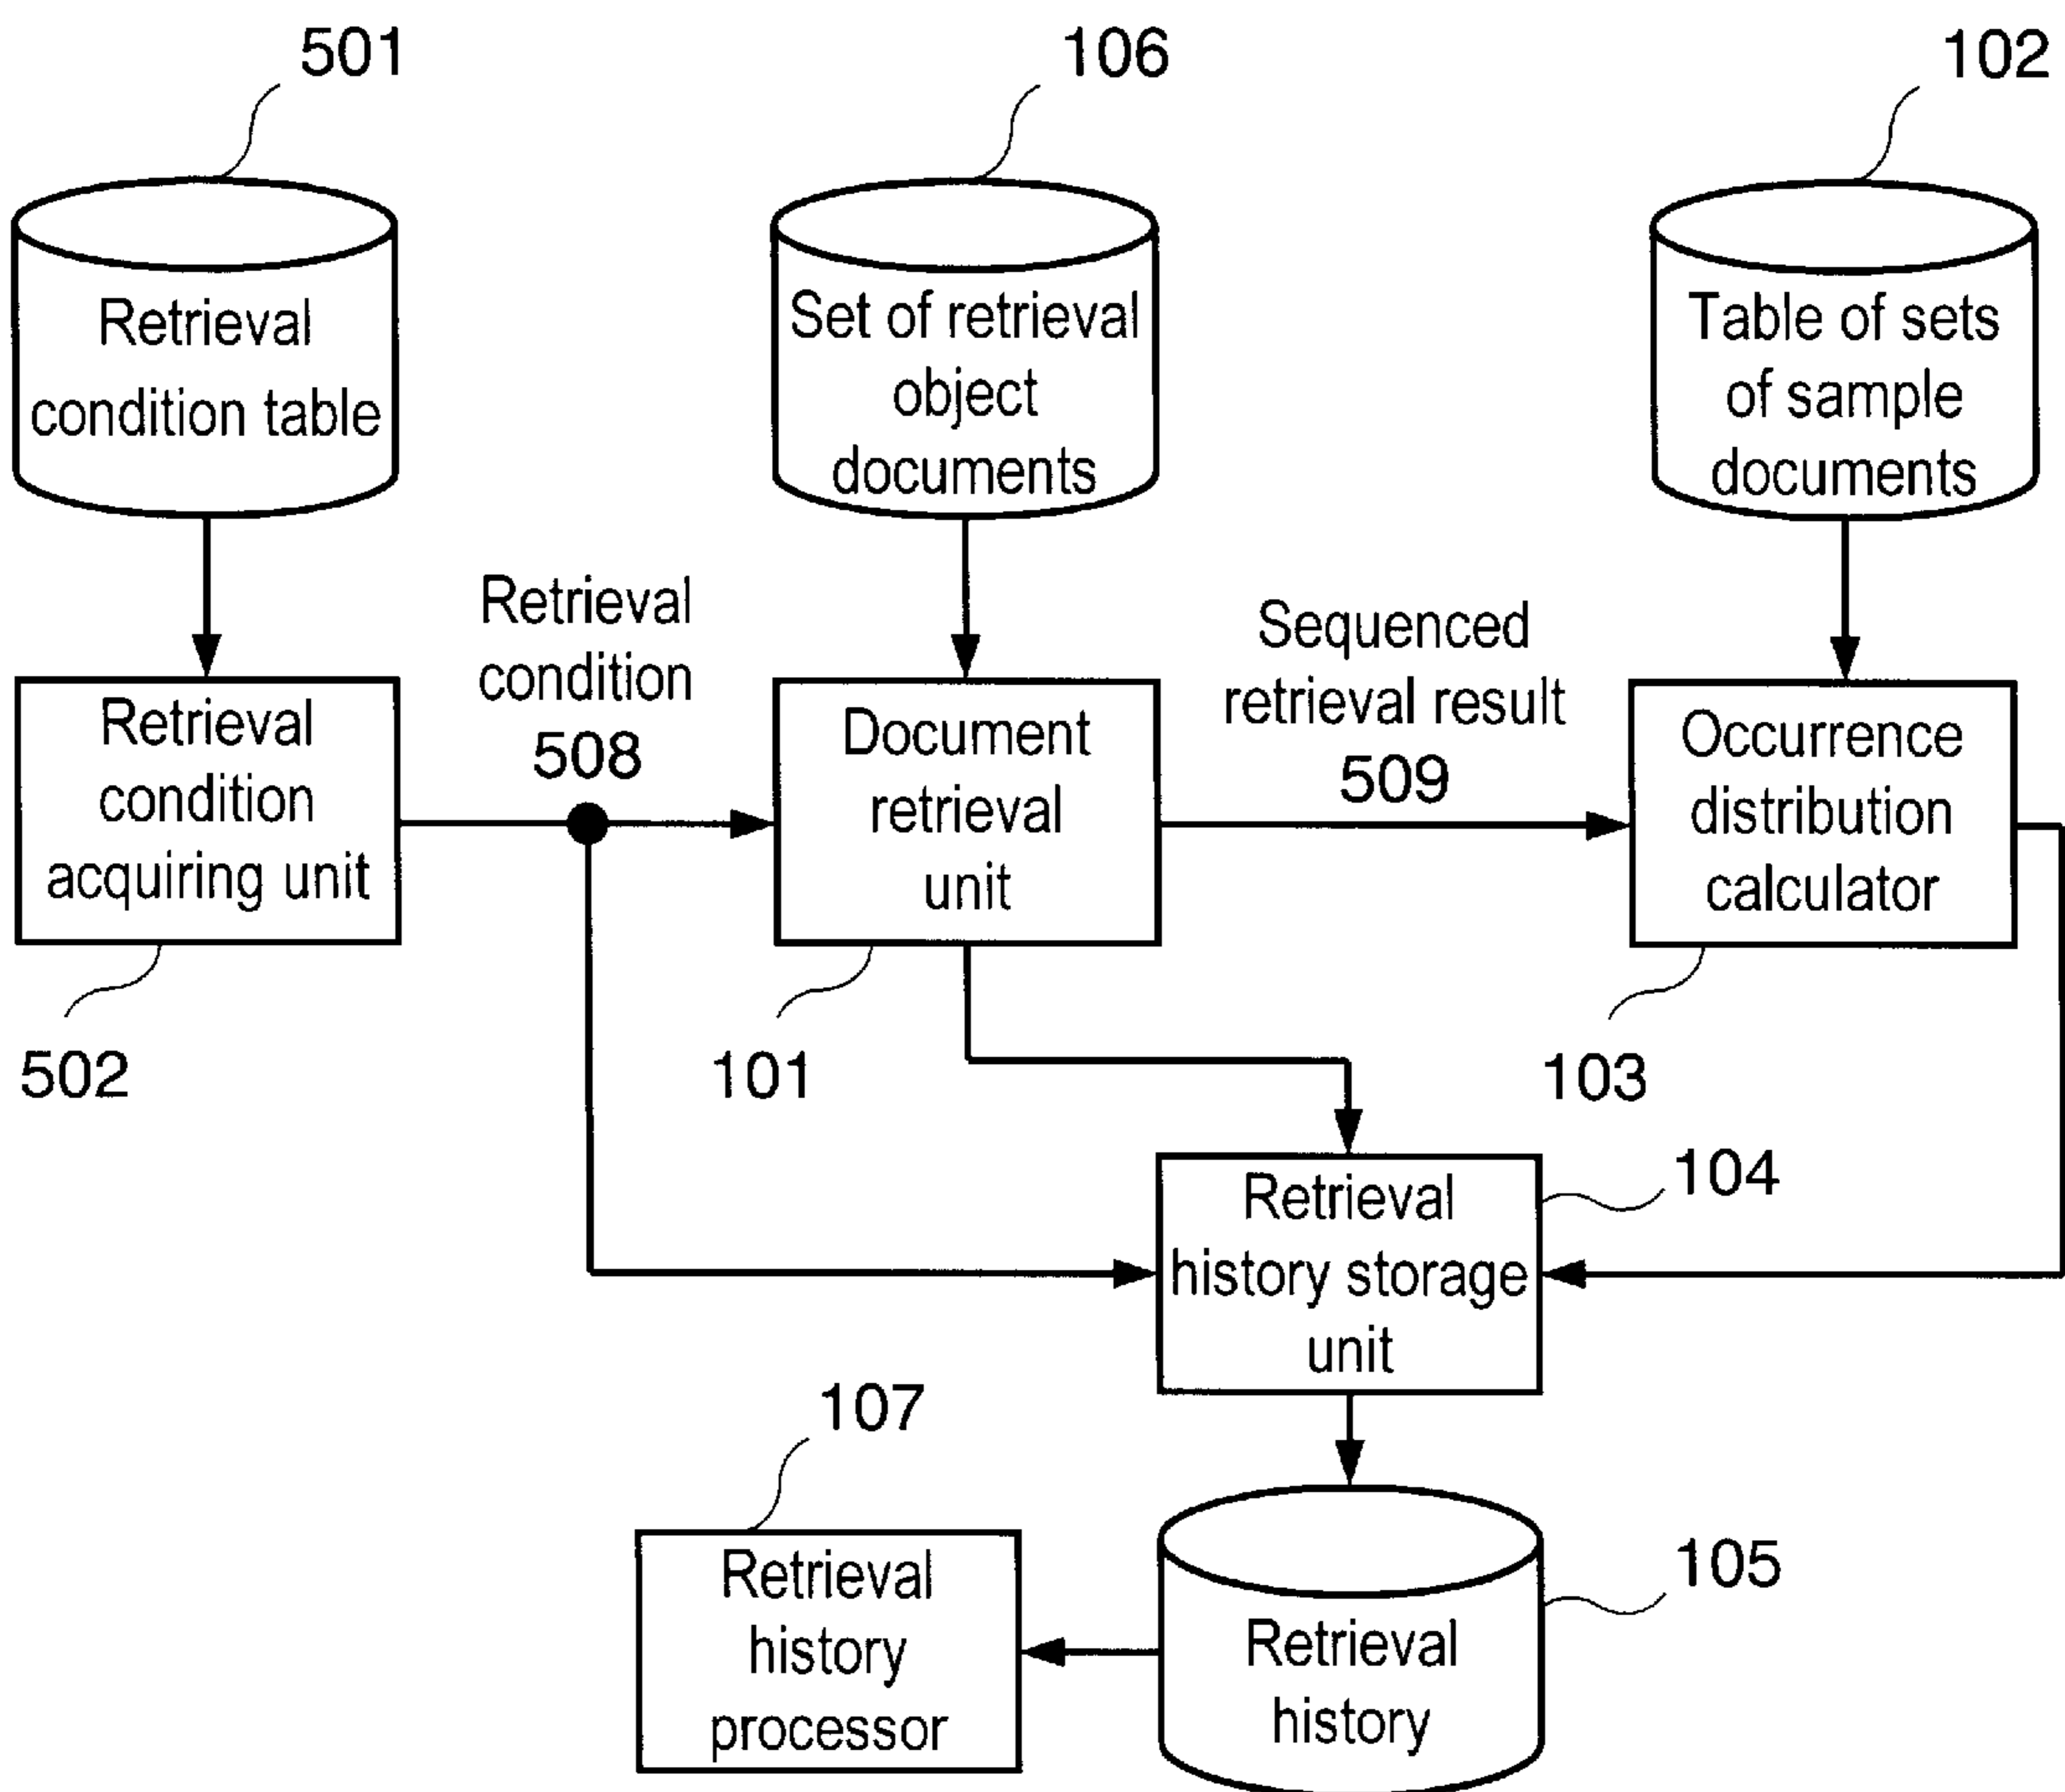 501
106
102
Retrieval
condition table
Set of retrieval
object
documents
Table of sets
of sample
documents
Retrieval
condition
508
Sequenced
retrieval result
509
Retrieval
condition
acquiring unit
Document
retrieval
unit
Occurrence
distribution
calculator
502
101
103
104
Retrieval
history storage
unit
107
105
Retrieval
history
processor
Retrieval
history